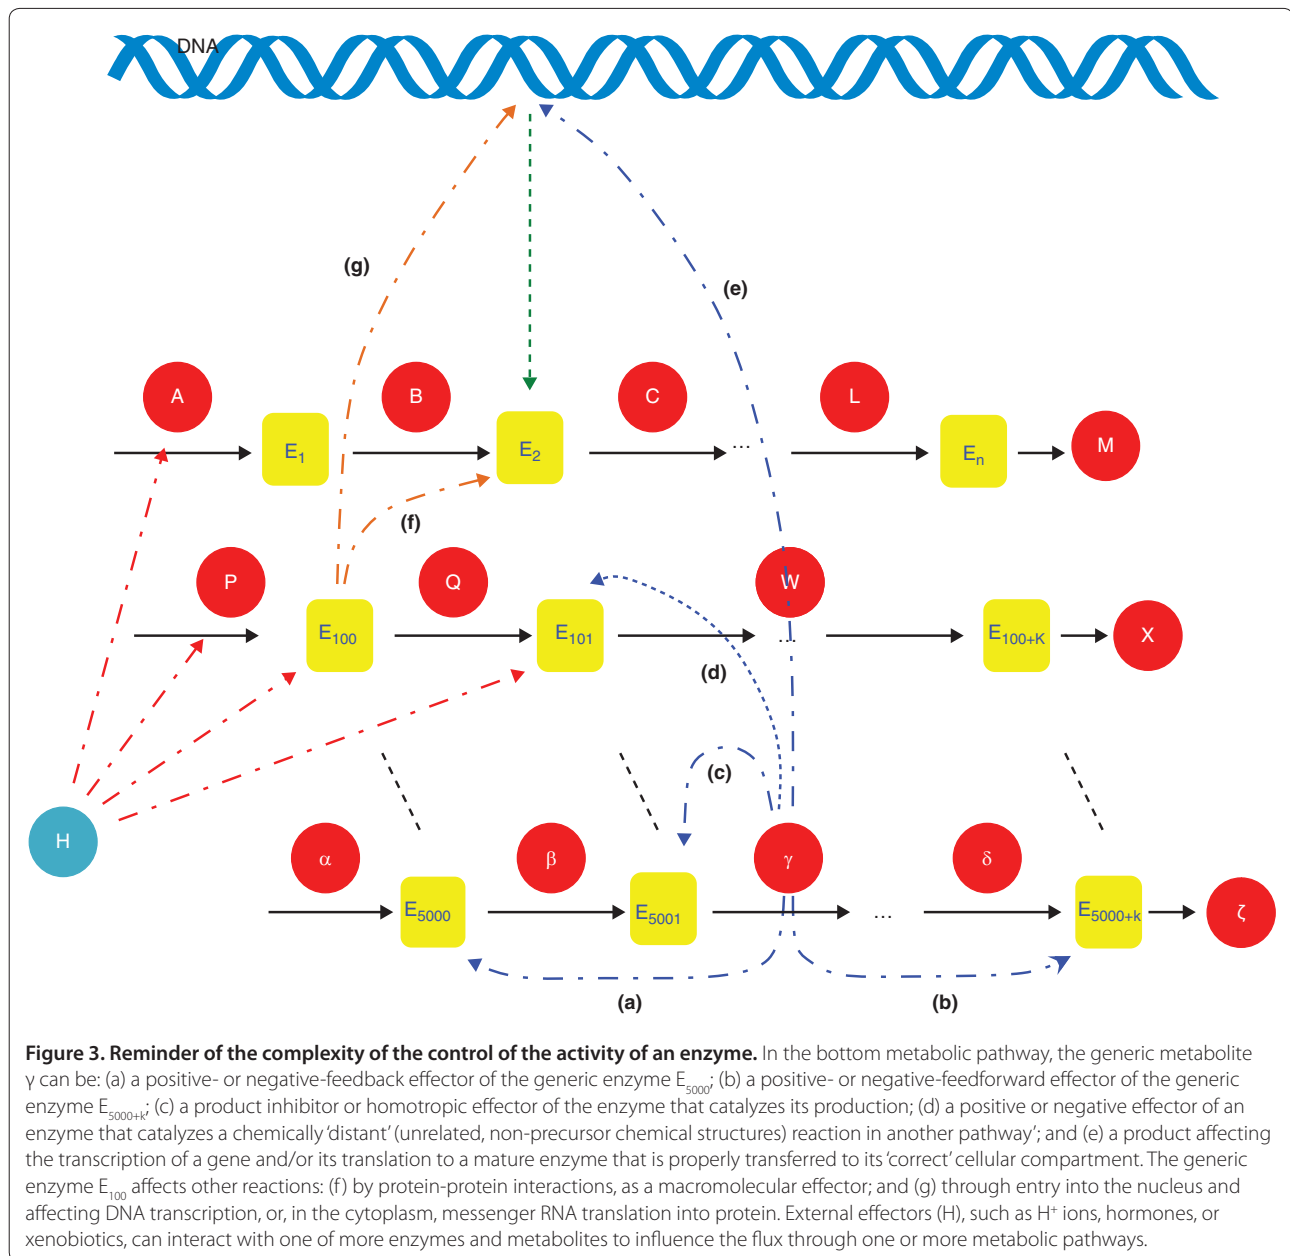 DNA
(g)
(e)
A
B
C
L
E1
E2
...
En
M
(f)
P
Q
W
E100
E101
...
E100+K
X
(d)
(c)
H
α
β
γ
δ
E5000
E5001
...
E5000+k
ζ
(a)
(b)
Figure 3. Reminder of the complexity of the control of the activity of an enzyme. In the bottom metabolic pathway, the generic metabolite
γ can be: (a) a positive- or negative-feedback effector of the generic enzyme E5000; (b) a positive- or negative-feedforward effector of the generic
enzyme E5000+k; (c) a product inhibitor or homotropic effector of the enzyme that catalyzes its production; (d) a positive or negative effector of an
enzyme that catalyzes a chemically ‘distant’ (unrelated, non-precursor chemical structures) reaction in another pathway’; and (e) a product affecting
the transcription of a gene and/or its translation to a mature enzyme that is properly transferred to its ‘correct’ cellular compartment. The generic
enzyme E100 affects other reactions: (f) by protein-protein interactions, as a macromolecular effector; and (g) through entry into the nucleus and
affecting DNA transcription, or, in the cytoplasm, messenger RNA translation into protein. External effectors (H), such as H+ ions, hormones, or
xenobiotics, can interact with one of more enzymes and metabolites to influence the flux through one or more metabolic pathways.